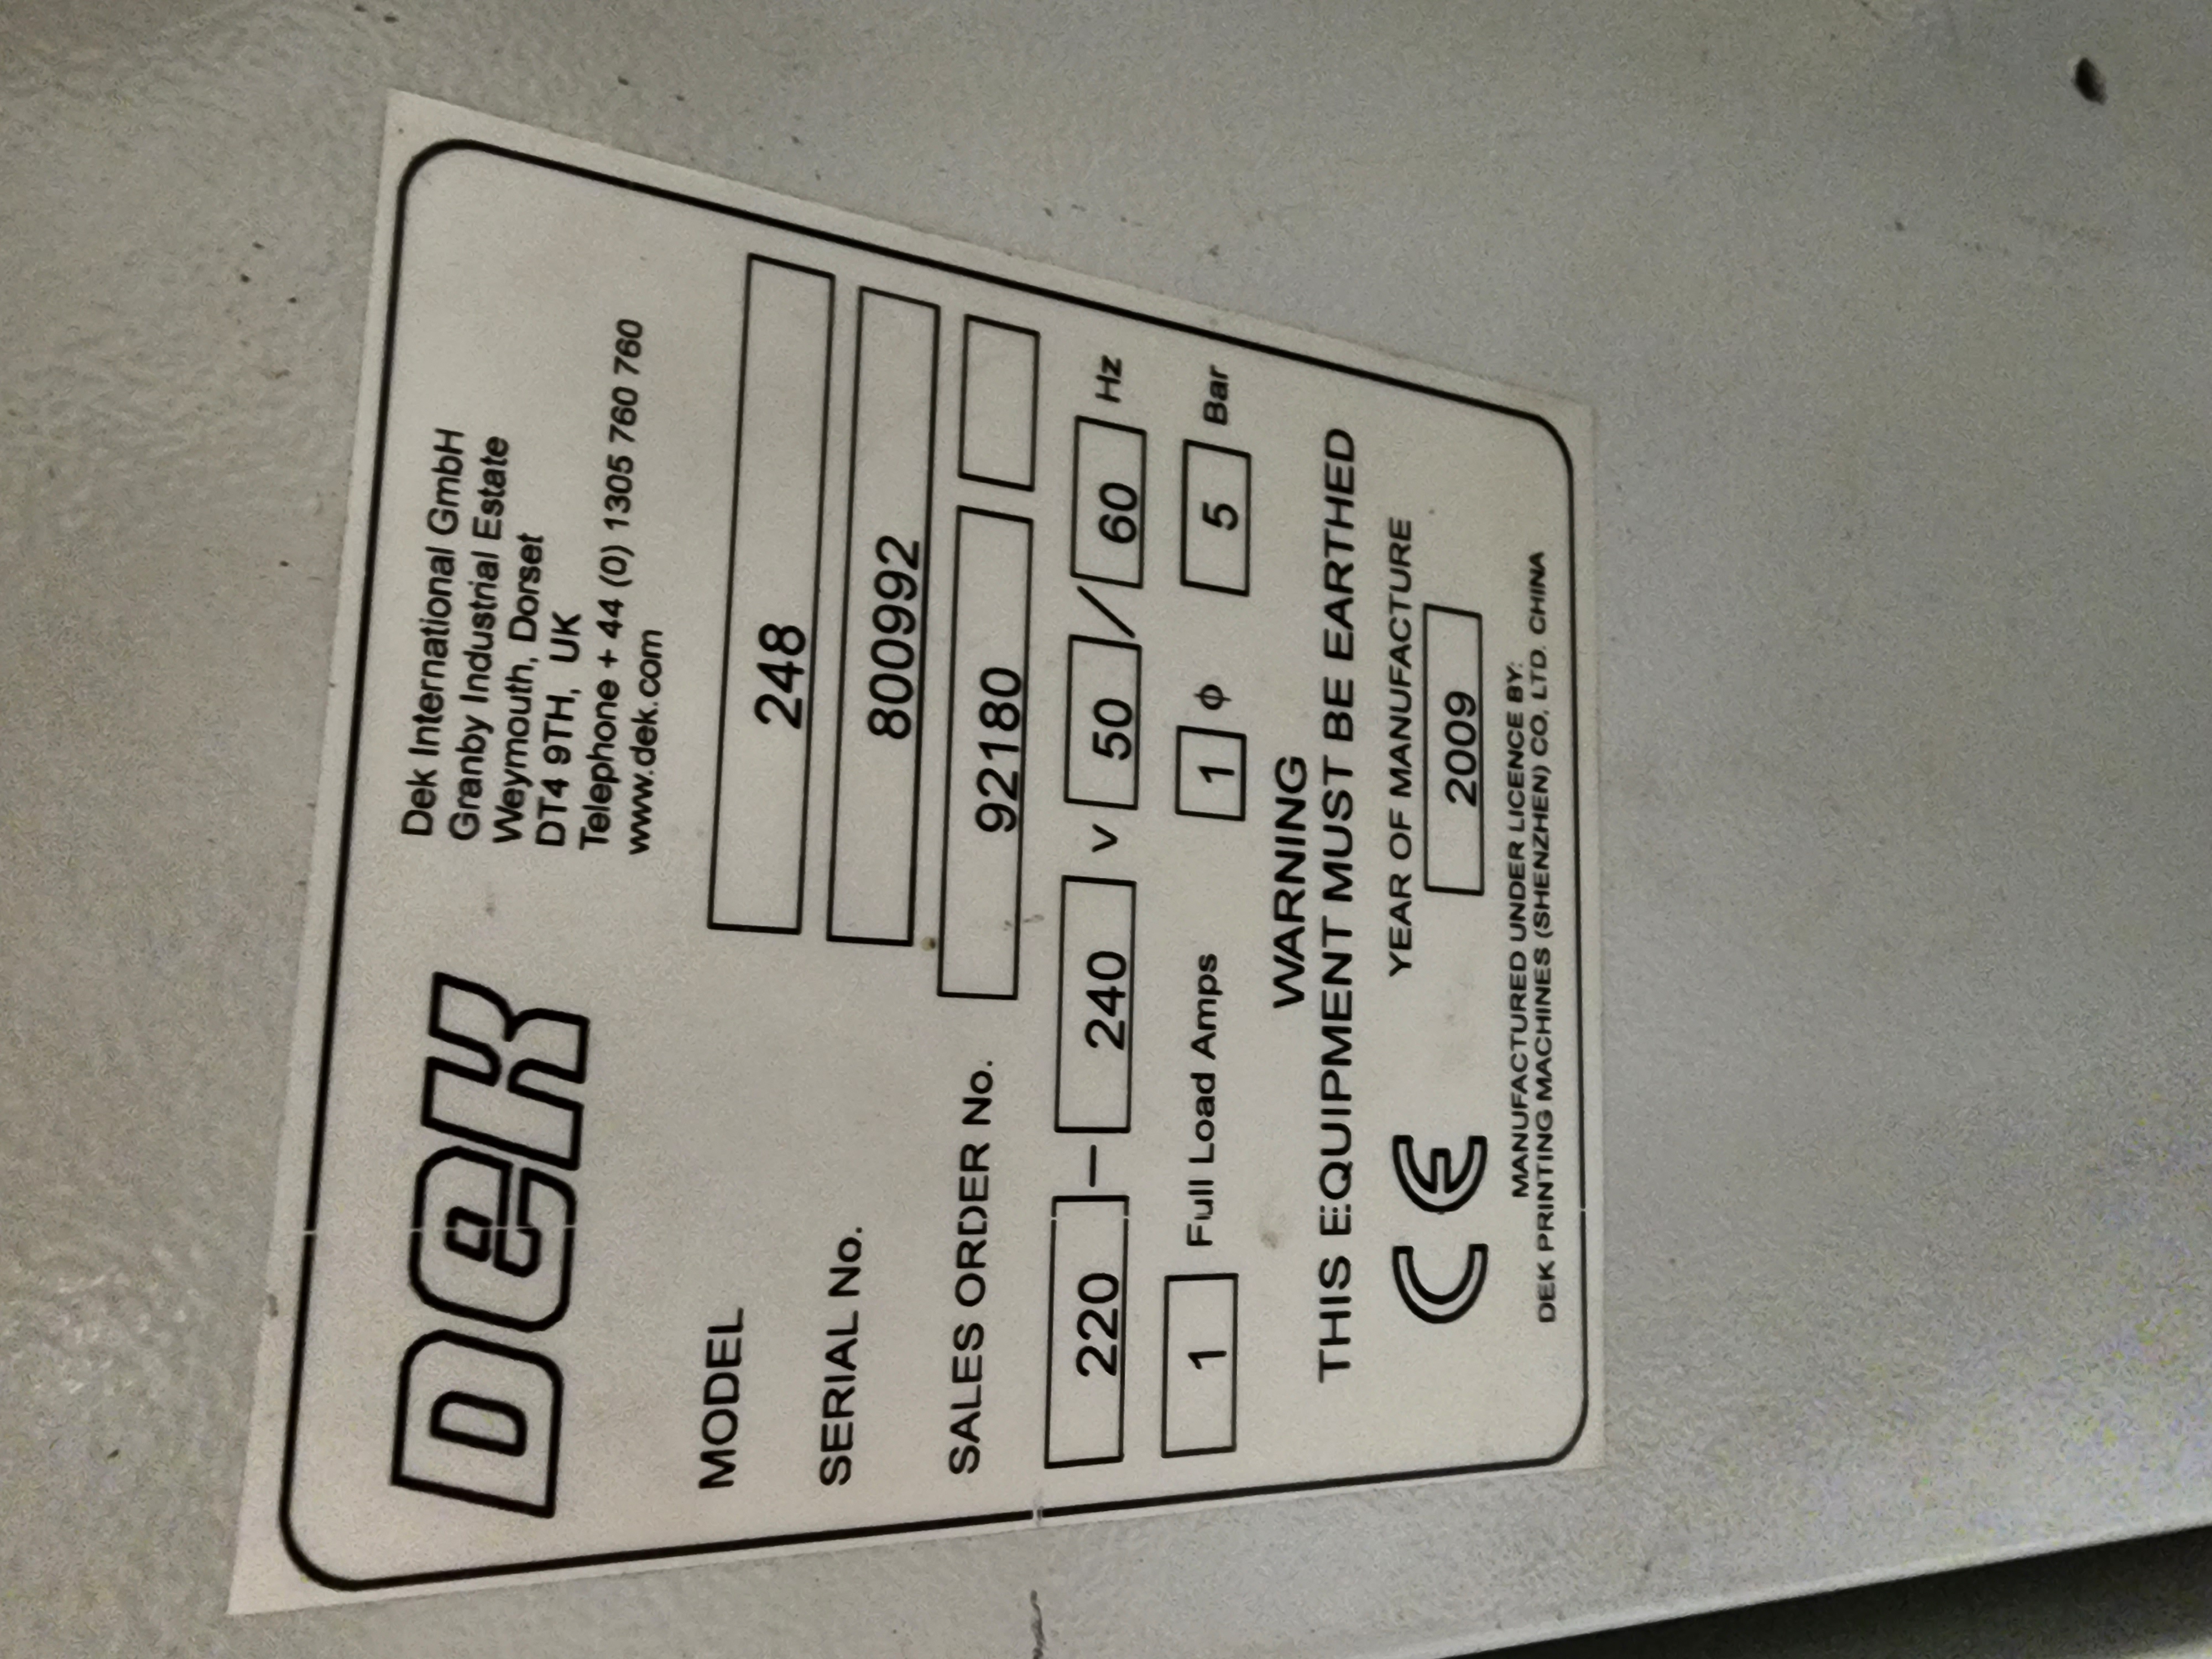 Dek
Dek International GmbH
Granby Industrial Estate
Weymouth, Dorset
DT4 9TH, UK
Telephone + 44 (0) 1305 760 760
www.dek.com
MODEL 248
SERIAL No. 800992
SALES ORDER No. 92180
220 - 240 V 50 / 60 Hz
1 Full Load Amps 1 ϕ 5 Bar
WARNING
THIS EQUIPMENT MUST BE EARTHED
CE YEAR OF MANUFACTURE
2009
MANUFACTURED UNDER LICENCE BY:
DEK PRINTING MACHINES (SHENZHEN) CO, LTD. CHINA